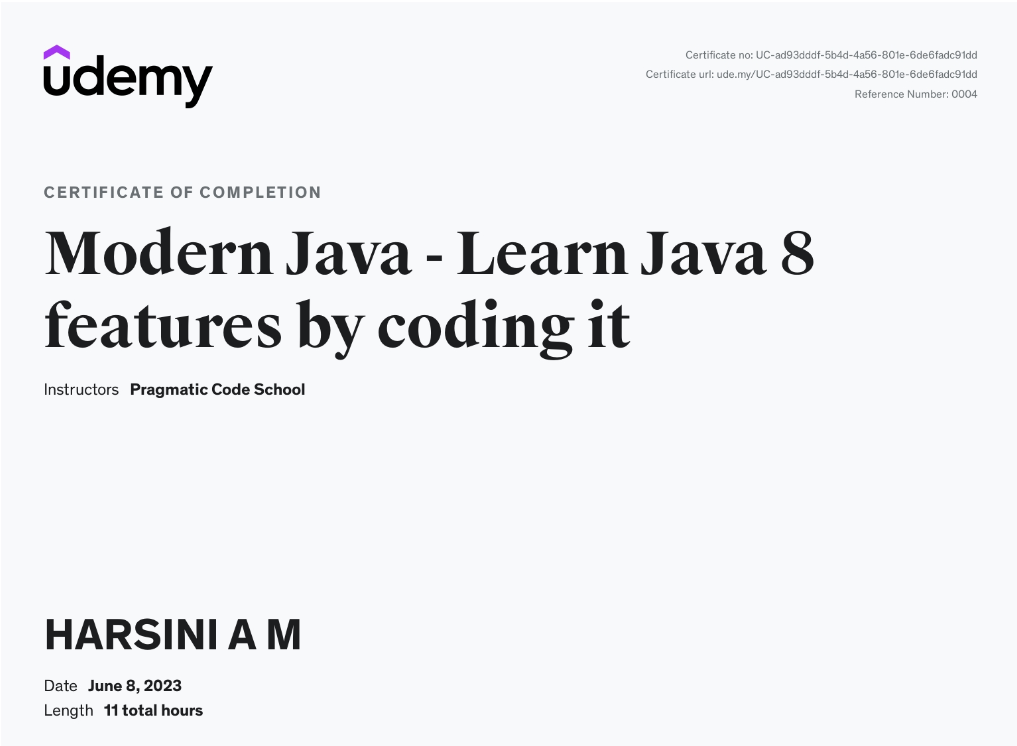 udemy
Certificate no: UC-ad93dddf-5b4d-4a56-801e-6de6fadc91dd
Certificate url: ude.my/UC-ad93dddf-5b4d-4a56-801e-6de6fadc91dd
Reference Number: 0004
CERTIFICATE OF COMPLETION
Modern Java - Learn Java 8
features by coding it
Instructors Pragmatic Code School
HARSINI A M
Date June 8, 2023
Length 11 total hours